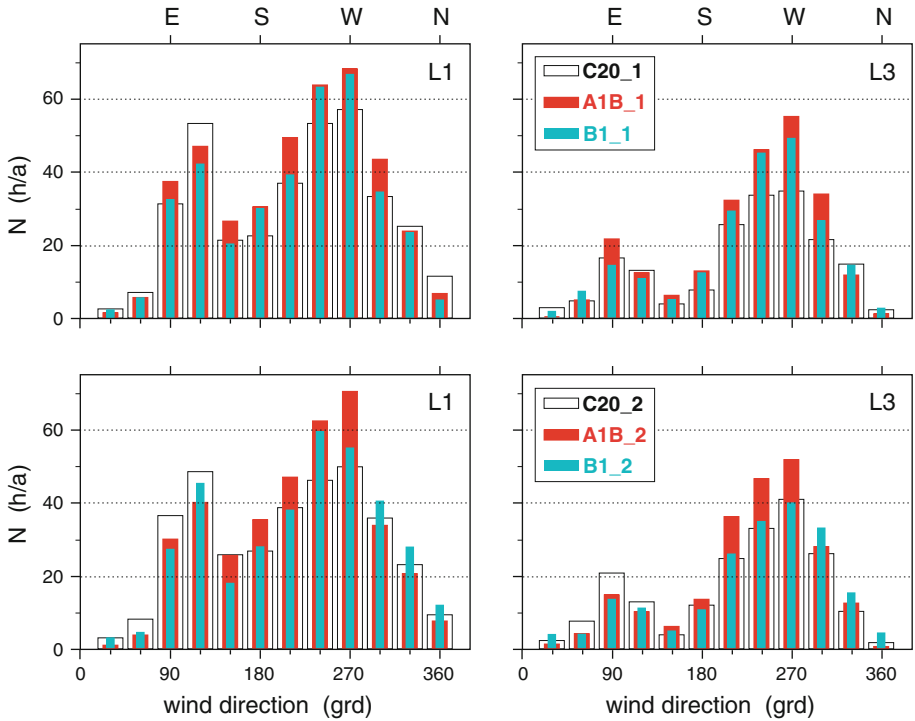 E S W N E S W N
L1
60
40
20
0
N (h/a)
L3
C20_1
A1B_1
B1_1
L1
60
40
20
0
N (h/a)
0 90 180 270 360
wind direction (grd)
L3
C20_2
A1B_2
B1_2
0 90 180 270 360
wind direction (grd)